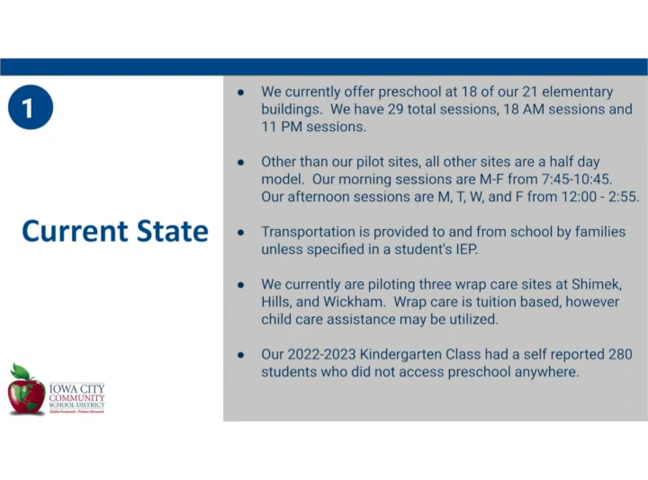 1
Current State
● We currently offer preschool at 18 of our 21 elementary
buildings. We have 29 total sessions, 18 AM sessions and
11 PM sessions.
● Other than our pilot sites, all other sites are a half day
model. Our morning sessions are M-F from 7:45-10:45.
Our afternoon sessions are M, T, W, and F from 12:00 - 2:55.
● Transportation is provided to and from school by families
unless specified in a student's IEP.
● We currently are piloting three wrap care sites at Shimek,
Hills, and Wickham. Wrap care is tuition based, however
child care assistance may be utilized.
● Our 2022-2023 Kindergarten Class had a self reported 280
students who did not access preschool anywhere.
IOWA CITY
COMMUNITY
SCHOOL DISTRICT